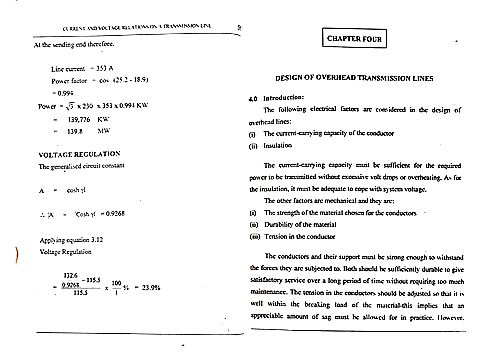 CURRENT AND VOLTAGE RELATIONS ON A TRANSMISSION LINE
At the sending end therefore.
Line current = 353 A
Power factor = cos (25.2 - 18.9)
= 0.994
Power = √3 x 230 x 353 x 0.994 KW
= 139,776 KW
= 139.8 MW
VOLTAGE REGULATION
The generalised circuit constant
A = cosh γl
∴ |A = Cosh γl = 0.9268
Applying equation 3.12
Voltage Regulation
132.6
0.9268 - 115.5
= 115.5 x 100 / 1 % = 23.9%
CHAPTER FOUR
DESIGN OF OVERHEAD TRANSMISSION LINES
4.0 Introduction:
The following electrical factors are considered in the design of
overhead lines:
(i) The current-carrying capacity of the conductor
(ii) Insulation
The current-carrying capacity must be sufficient for the required
power to be transmitted without excessive volt drops or overheating. As for
the insulation, it must be adequate to cope with system voltage.
The other factors are mechanical and they are:
(i) The strength of the material chosen for the conductors
(ii) Durability of the material
(iii) Tension in the conductor
The conductors and their support must be strong enough to withstand
the forces they are subjected to. Both should be sufficiently durable to give
satisfactory service over a long period of time without requiring too much
maintenance. The tension in the conductors should be adjusted so that it is
well within the breaking load of the material-this implies that an
appreciable amount of sag must be allowed for in practice. However,